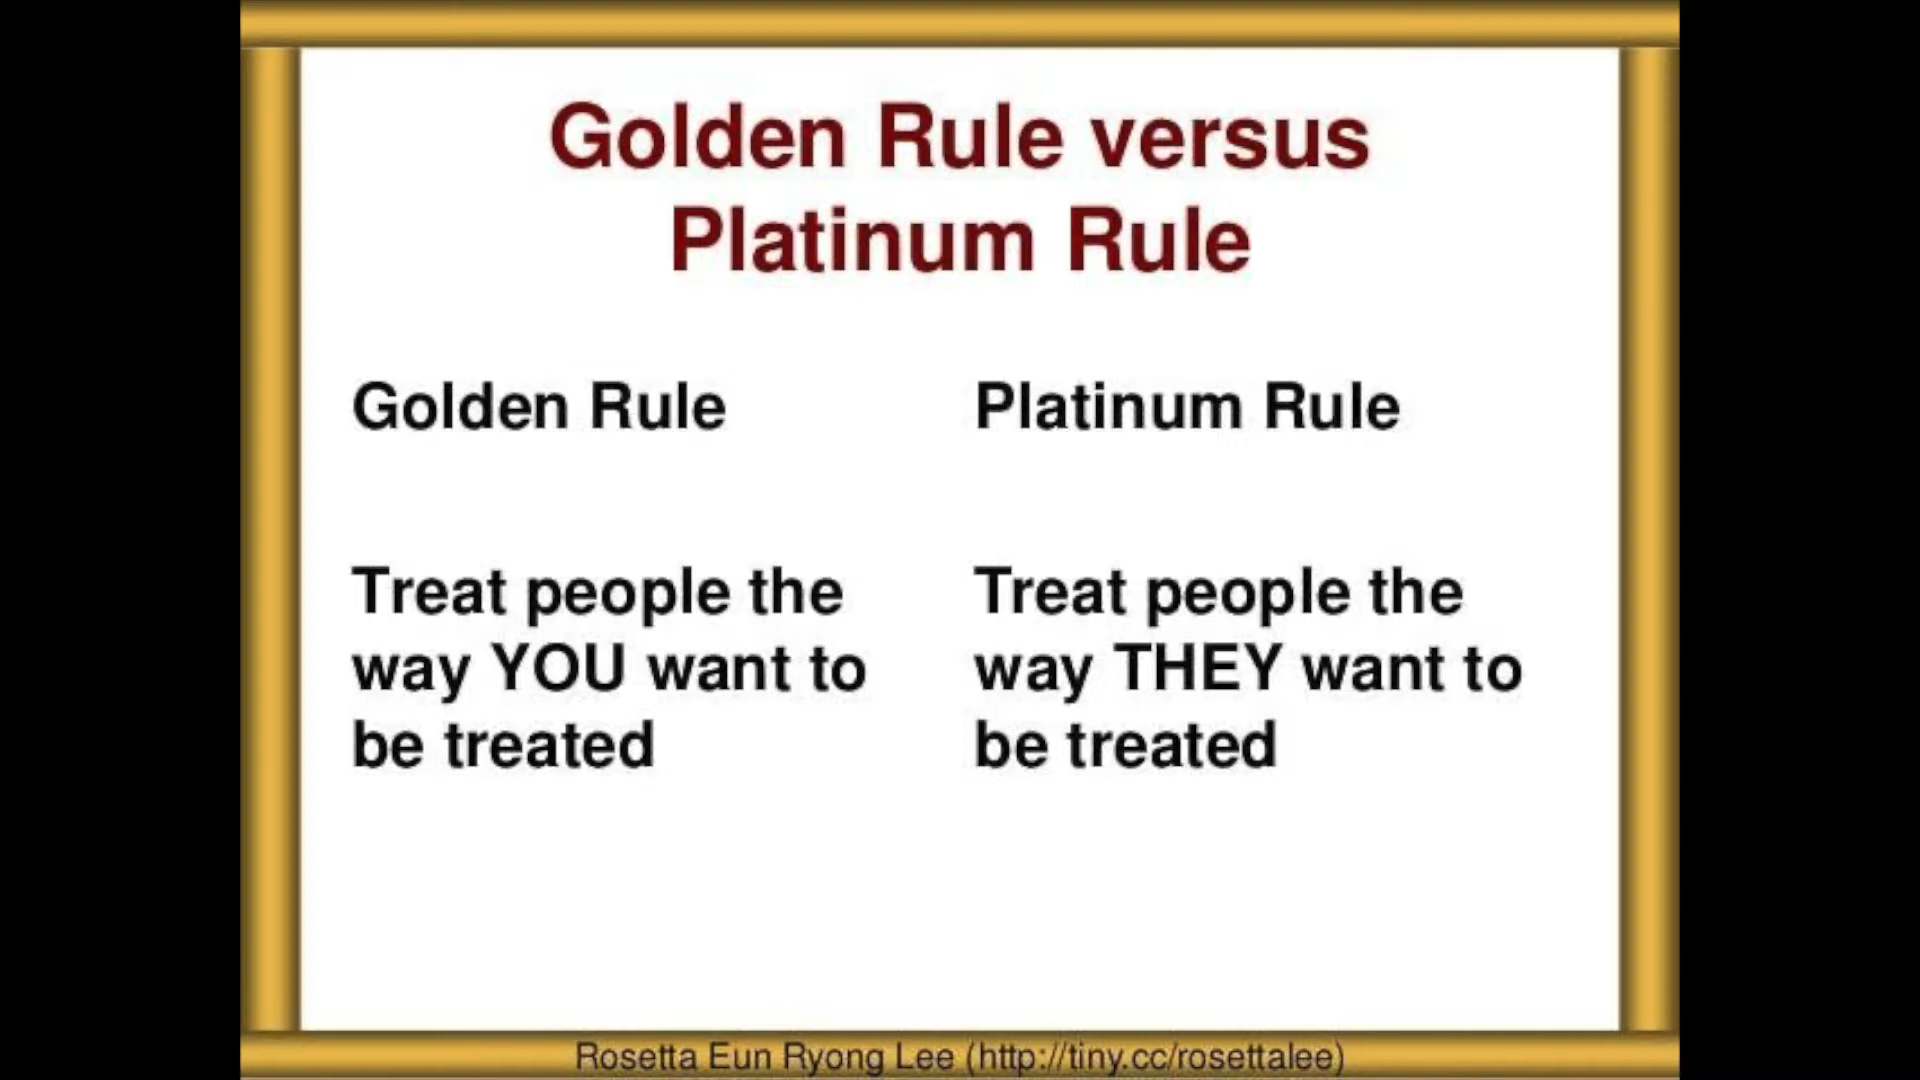 Golden Rule versus
Platinum Rule
Golden Rule
Treat people the
way YOU want to
be treated
Platinum Rule
Treat people the
way THEY want to
be treated
Rosetta Eun Ryong Lee (http://tiny.cc/rosettalee)